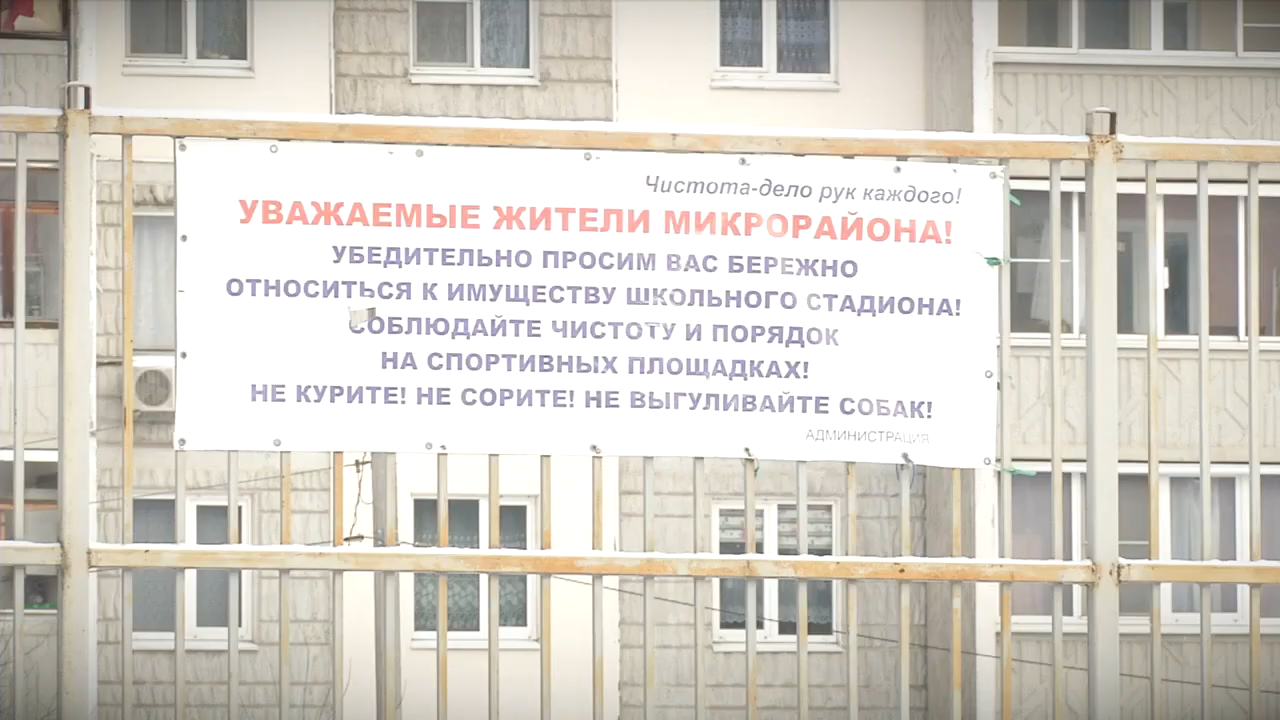 Чистота-дело рук каждого!
УВАЖАЕМЫЕ ЖИТЕЛИ МИКРОРАЙОНА!
УБЕДИТЕЛЬНО ПРОСИМ ВАС БЕРЕЖНО
ОТНОСИТЬСЯ К ИМУЩЕСТВУ ШКОЛЬНОГО СТАДИОНА!
СОБЛЮДАЙТЕ ЧИСТОТУ И ПОРЯДОК
НА СПОРТИВНЫХ ПЛОЩАДКАХ!
НЕ КУРИТЕ! НЕ СОРИТЕ! НЕ ВЫГУЛИВАЙТЕ СОБАК!
АДМИНИСТРАЦИЯ